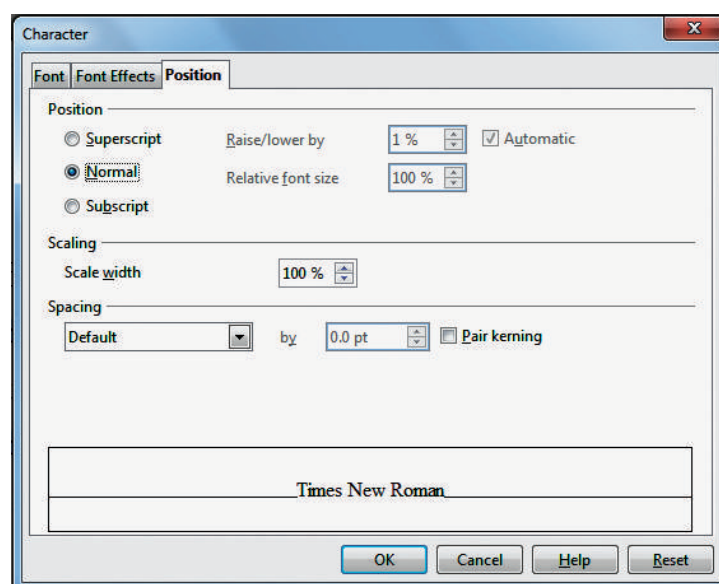 Character
Font Font Effects Position
Position
Superscript Raise/lower by 1 % Automatic
Normal Relative font size 100 %
Subscript
Scaling
Scale width 100 %
Spacing
Default by 0.0 pt Pair kerning
Times New Roman
OK Cancel Help Reset